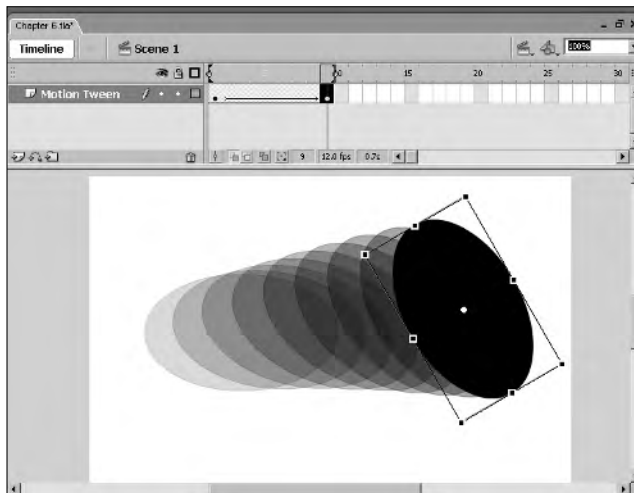 Chapter 6.fla*
Timeline
Scene 1
100%
10 15 20 25 30
Motion Tween
9 12.0 fps 0.7s